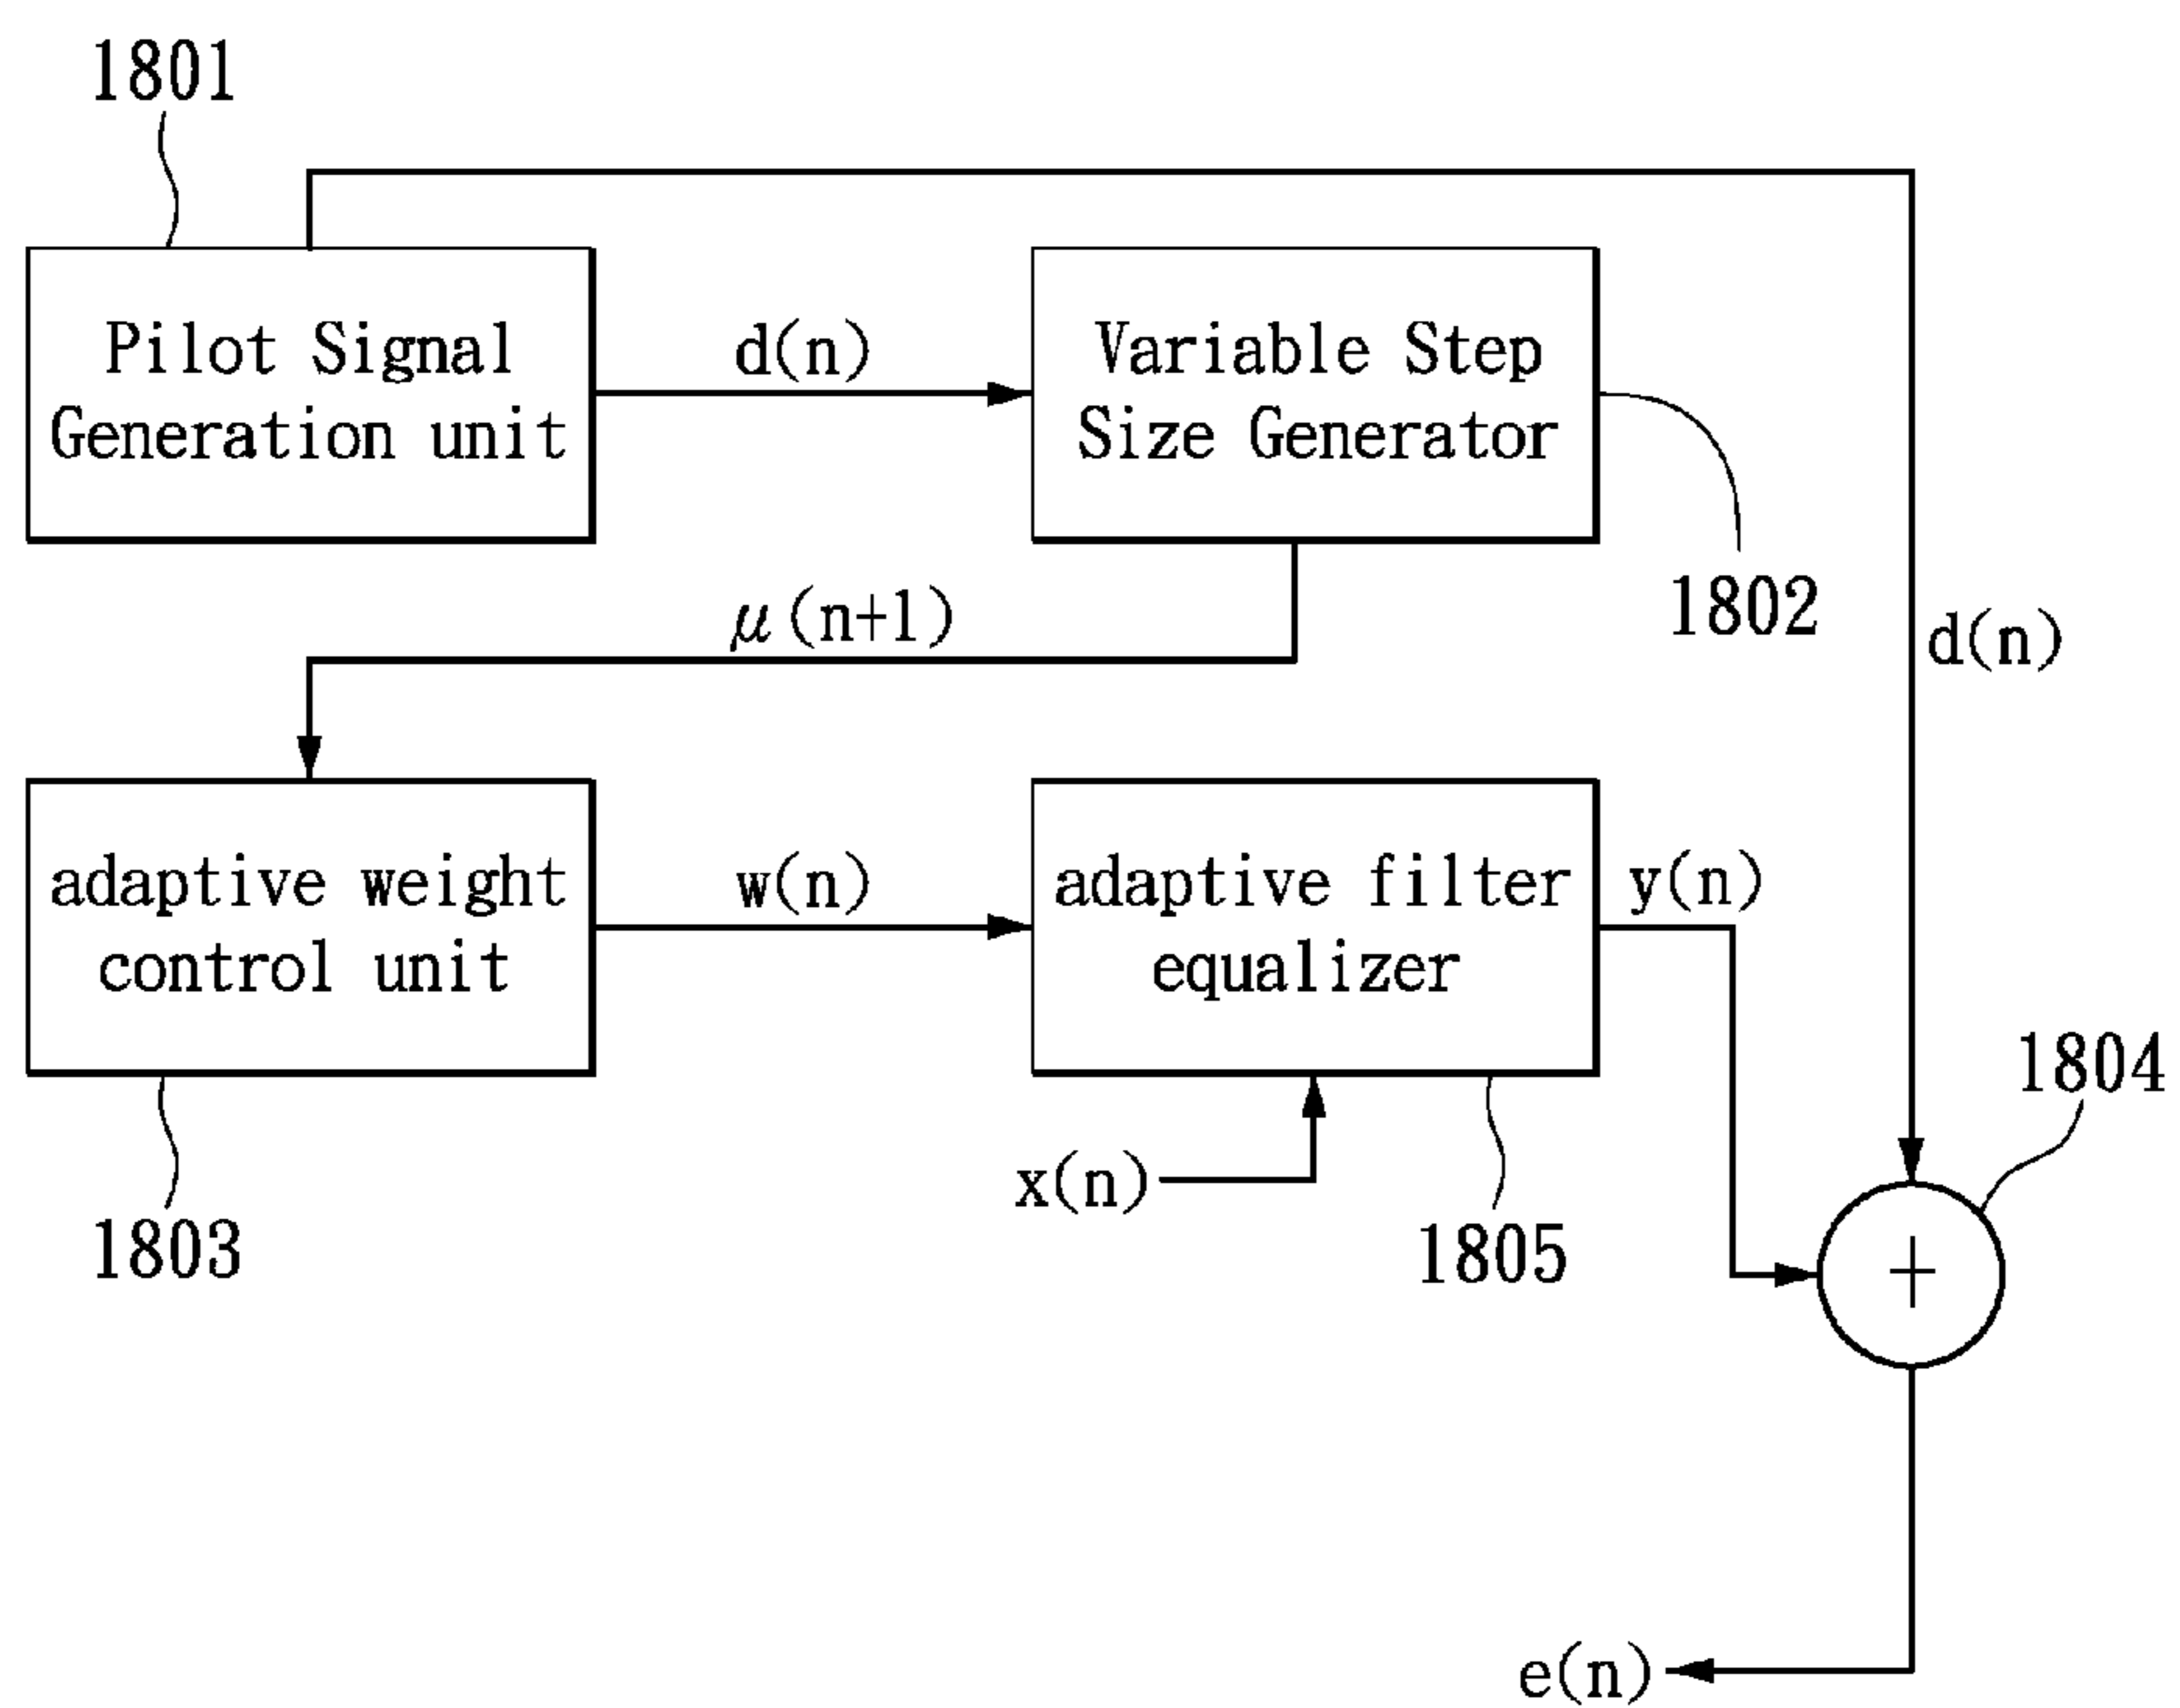 1801
Pilot Signal
Generation unit
d(n)
Variable Step
Size Generator
1802
μ(n+1)
d(n)
adaptive weight
control unit
w(n)
adaptive filter
equalizer
y(n)
1803
x(n)
1805
1804
+
e(n)